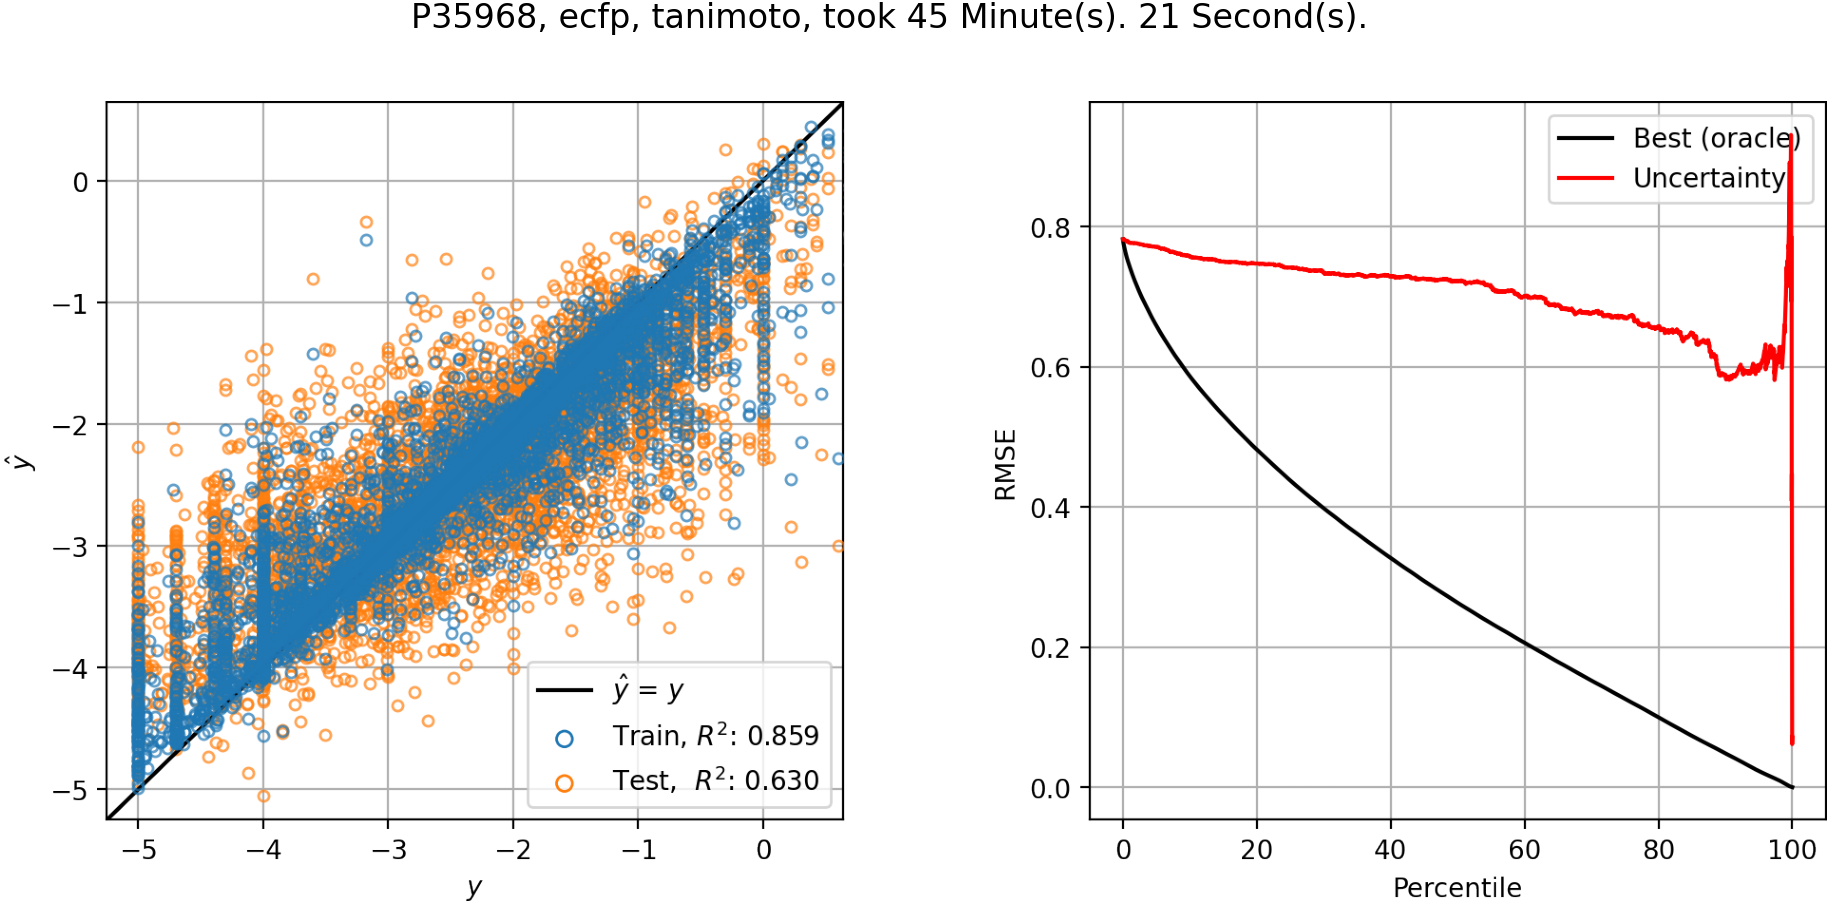 P35968, ecfp, tanimoto, took 45 Minute(s). 21 Second(s).
0
−1
−2
−3
−4
−5
ŷ
−5 −4 −3 −2 −1 0
y
ŷ = y
Train, R²: 0.859
Test, R²: 0.630
0.8
0.6
0.4
0.2
0.0
RMSE
0 20 40 60 80 100
Percentile
Best (oracle)
Uncertainty